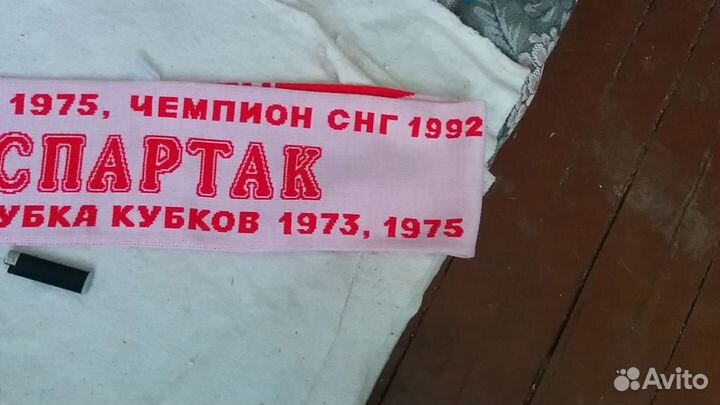 1975, ЧЕМПИОН СНГ 1992
СПАРТАК
УБКА КУБКОВ 1973, 1975
Avito